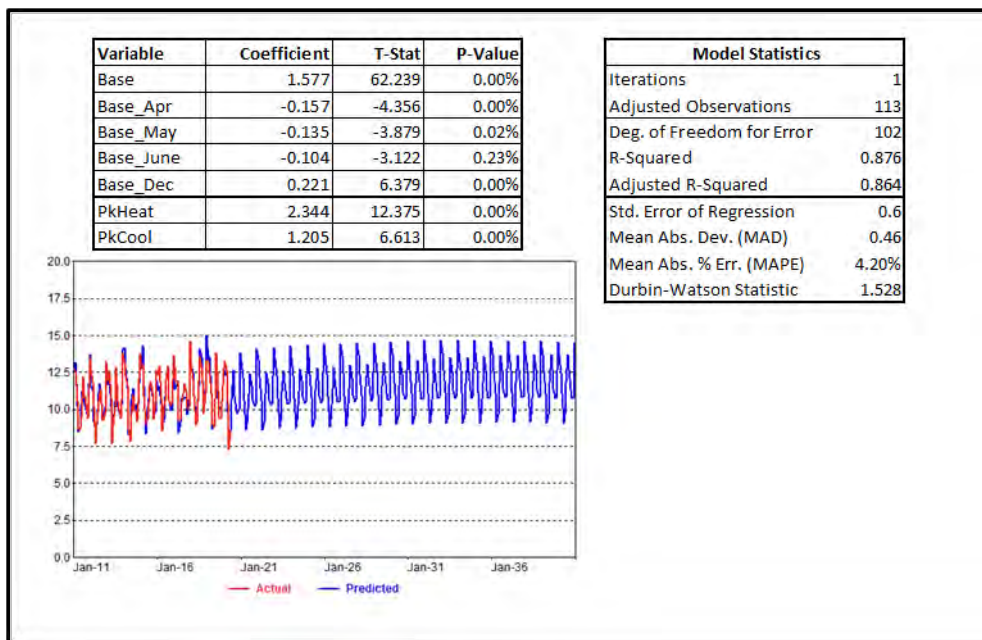 Variable Coefficient T-Stat P-Value
Base 1.577 62.239 0.00%
Base_Apr -0.157 -4.356 0.00%
Base_May -0.135 -3.879 0.02%
Base_June -0.104 -3.122 0.23%
Base_Dec 0.221 6.379 0.00%
PkHeat 2.344 12.375 0.00%
PkCool 1.205 6.613 0.00%
Model Statistics
Iterations 1
Adjusted Observations 113
Deg. of Freedom for Error 102
R-Squared 0.876
Adjusted R-Squared 0.864
Std. Error of Regression 0.6
Mean Abs. Dev. (MAD) 0.46
Mean Abs. % Err. (MAPE) 4.20%
Durbin-Watson Statistic 1.528
20.0
17.5
15.0
12.5
10.0
7.5
5.0
2.5
0.0
Jan-11 Jan-16 Jan-21 Jan-26 Jan-31 Jan-36
Actual Predicted